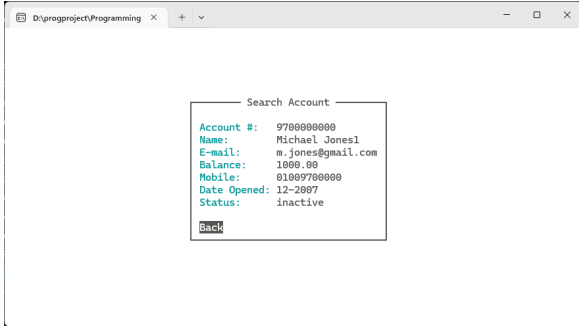 D:\progproject\Programming
Search Account
Account #: 9700000000
Name: Michael Jones1
E-mail: m.jones@gmail.com
Balance: 1000.00
Mobile: 01009700000
Date Opened: 12-2007
Status: inactive
Back